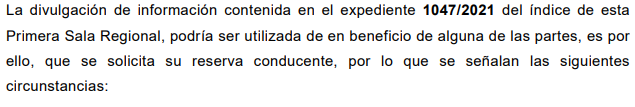 La divulgación de información contenida en el expediente 1047/2021 del índice de esta
Primera Sala Regional, podría ser utilizada de en beneficio de alguna de las partes, es por
ello, que se solicita su reserva conducente, por lo que se señalan las siguientes
circunstancias: